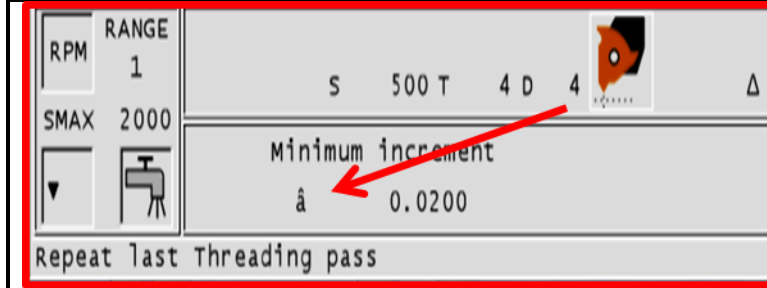 RPM RANGE
1
S 500 T 4 D 4 Δ
SMAX 2000
Minimum increment
â 0.0200
Repeat last Threading pass